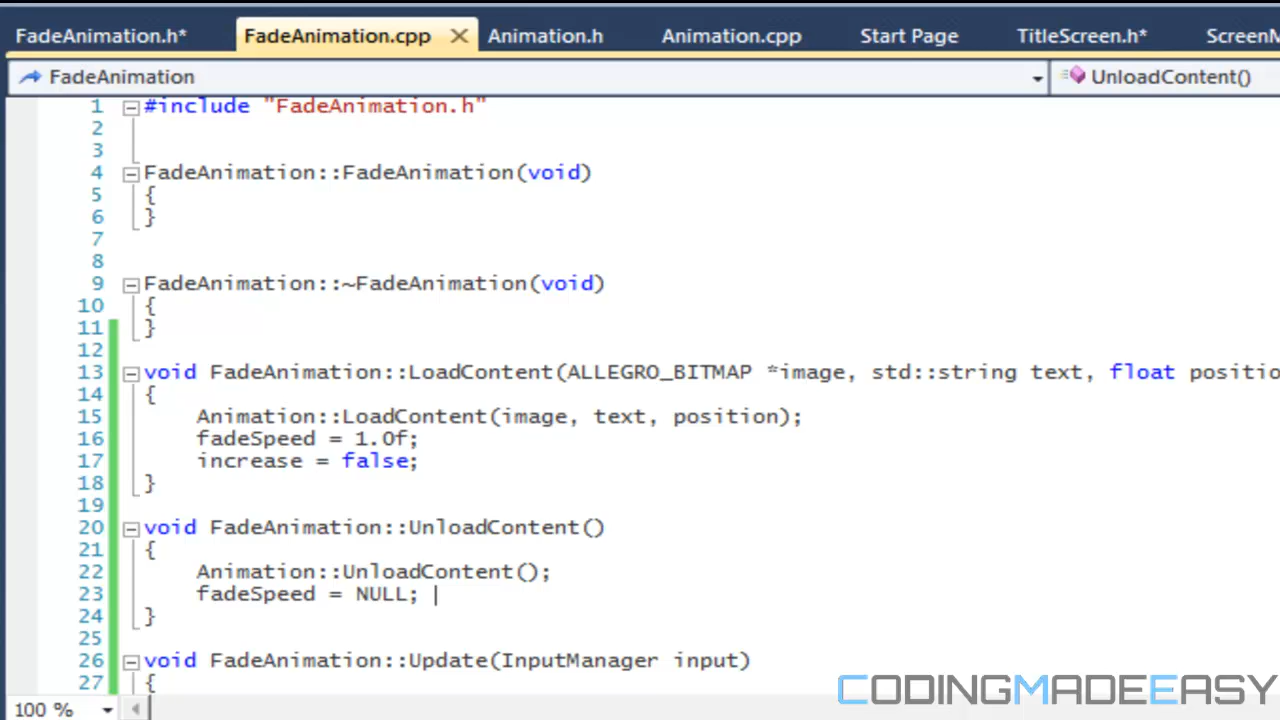 FadeAnimation.h* FadeAnimation.cpp Animation.h Animation.cpp Start Page TitleScreen.h* ScreenM
FadeAnimation UnloadContent()
1 #include "FadeAnimation.h"
2
3
4 FadeAnimation::FadeAnimation(void)
5 {
6 }
7
8
9 FadeAnimation::~FadeAnimation(void)
10 {
11 }
12
13 void FadeAnimation::LoadContent(ALLEGRO_BITMAP *image, std::string text, float positio
14 {
15 Animation::LoadContent(image, text, position);
16 fadeSpeed = 1.0f;
17 increase = false;
18 }
19
20 void FadeAnimation::UnloadContent()
21 {
22 Animation::UnloadContent();
23 fadeSpeed = NULL;
24 }
25
26 void FadeAnimation::Update(InputManager input)
27 {
CODINGMADEEASY
100 %